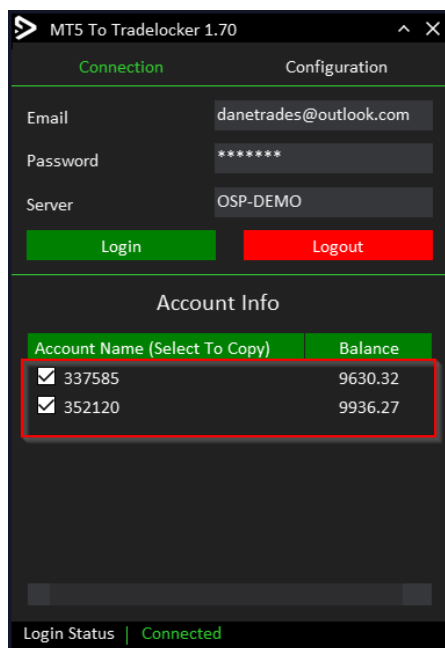 MT5 To Tradelocker 1.70
Connection Configuration
Email danetrades@outlook.com
Password *******
Server OSP-DEMO
Login Logout
Account Info
Account Name (Select To Copy) Balance
337585 9630.32
352120 9936.27
Login Status | Connected